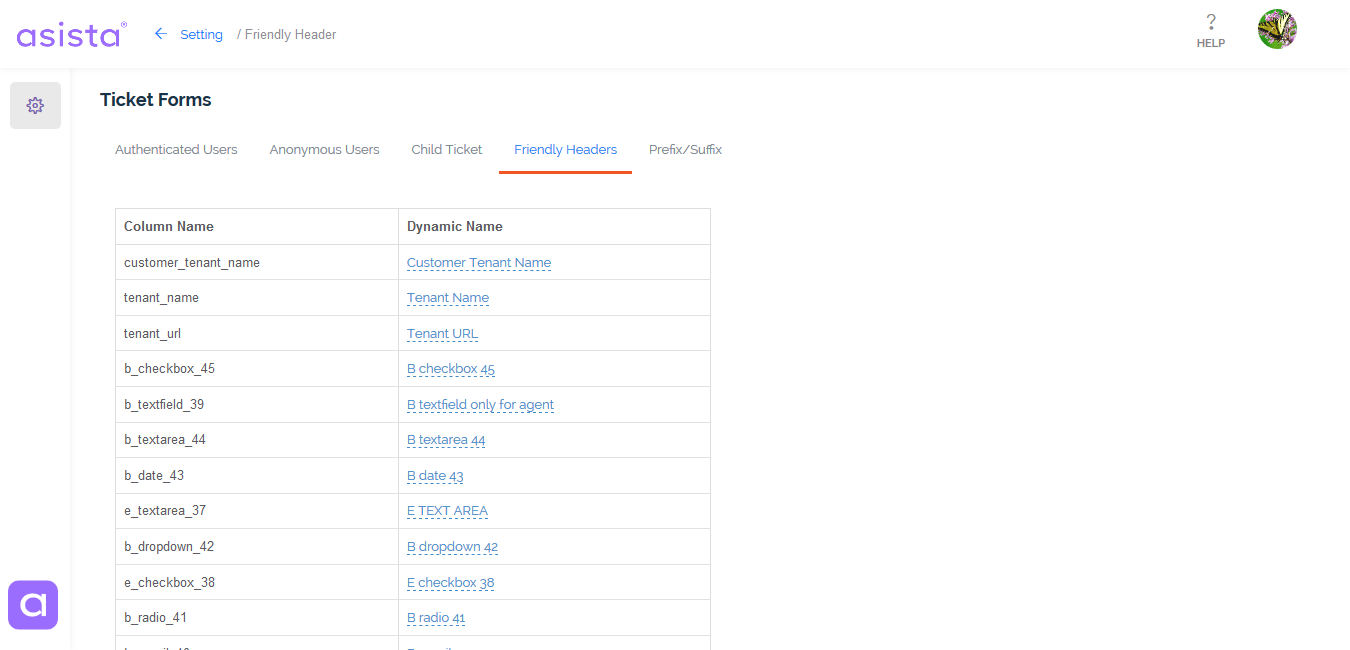 asista®
← Setting / Friendly Header
?
HELP
Ticket Forms
Authenticated Users Anonymous Users Child Ticket Friendly Headers Prefix/Suffix
Column Name Dynamic Name
customer_tenant_name Customer Tenant Name
tenant_name Tenant Name
tenant_url Tenant URL
b_checkbox_45 B checkbox 45
b_textfield_39 B textfield only for agent
b_textarea_44 B textarea 44
b_date_43 B date 43
e_textarea_37 E TEXT AREA
b_dropdown_42 B dropdown 42
e_checkbox_38 E checkbox 38
a
b_radio_41 B radio 41